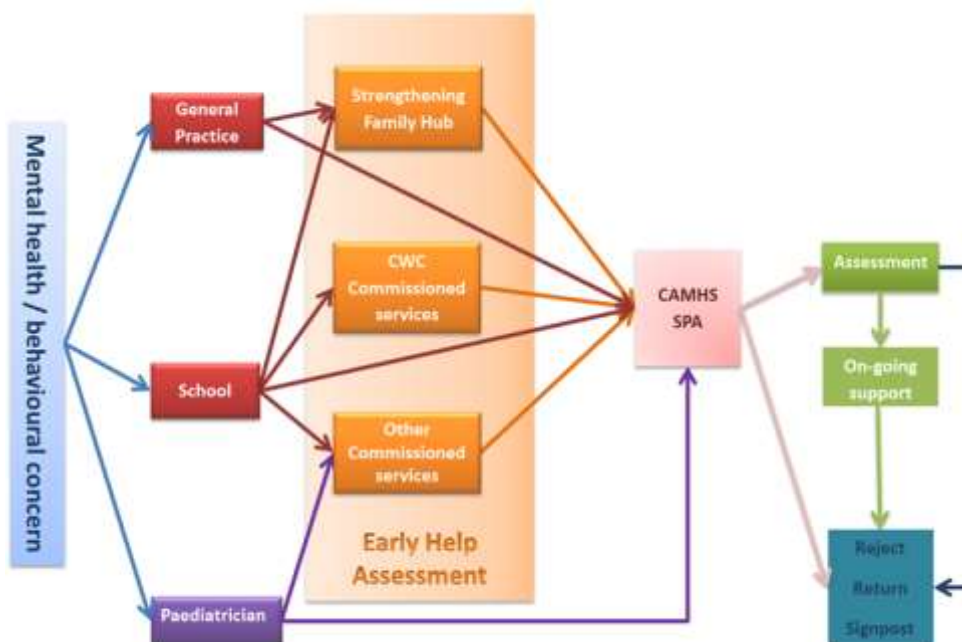 Mental health / behavioural concern
General
Practice
School
Paediatrician
Strengthening
Family Hub
CWC
Commissioned
services
Other
Commissioned
services
Early Help
Assessment
CAMHS
SPA
Assessment
On-going
support
Reject
Return
Signpost